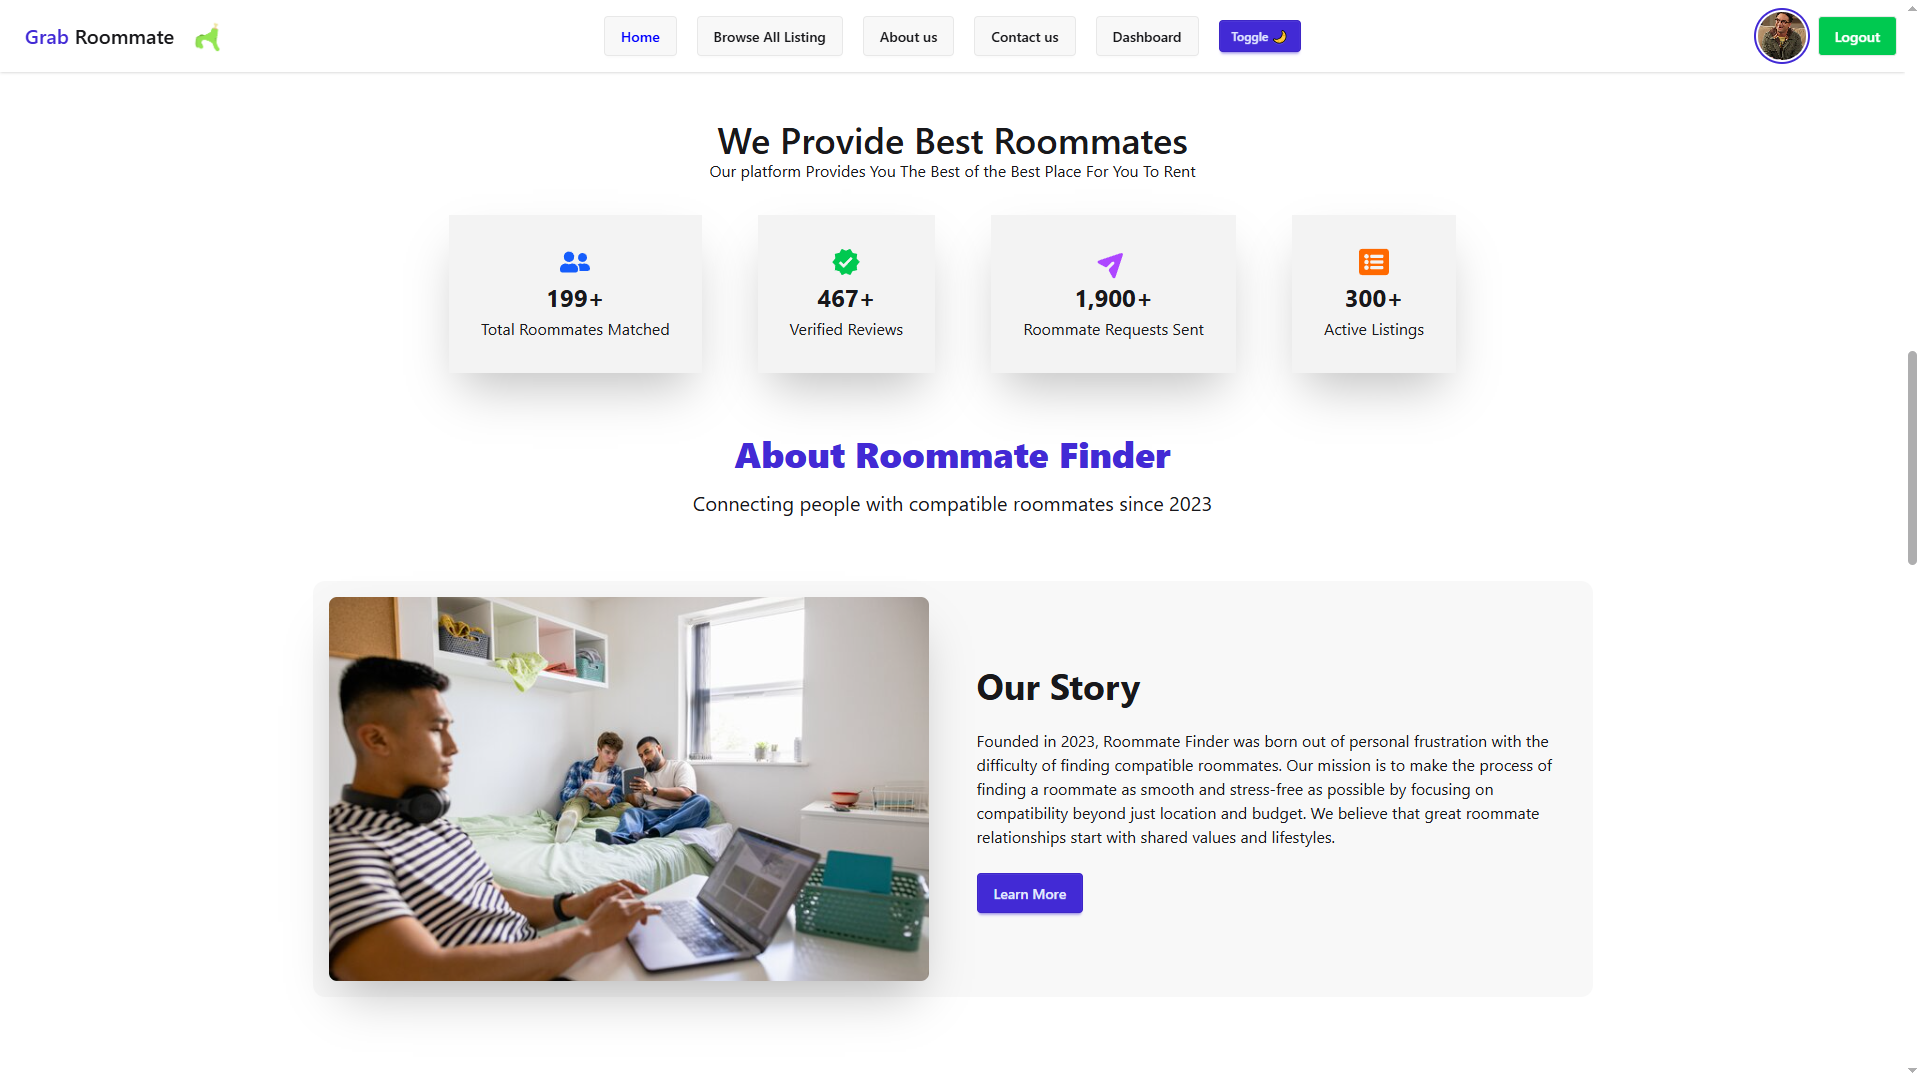 Grab Roommate
Home
Browse All Listing
About us
Contact us
Dashboard
Toggle 🌙
Logout
We Provide Best Roommates
Our platform Provides You The Best of the Best Place For You To Rent
199+
Total Roommates Matched
467+
Verified Reviews
1,900+
Roommate Requests Sent
300+
Active Listings
About Roommate Finder
Connecting people with compatible roommates since 2023
Our Story
Founded in 2023, Roommate Finder was born out of personal frustration with the
difficulty of finding compatible roommates. Our mission is to make the process of
finding a roommate as smooth and stress-free as possible by focusing on
compatibility beyond just location and budget. We believe that great roommate
relationships start with shared values and lifestyles.
Learn More